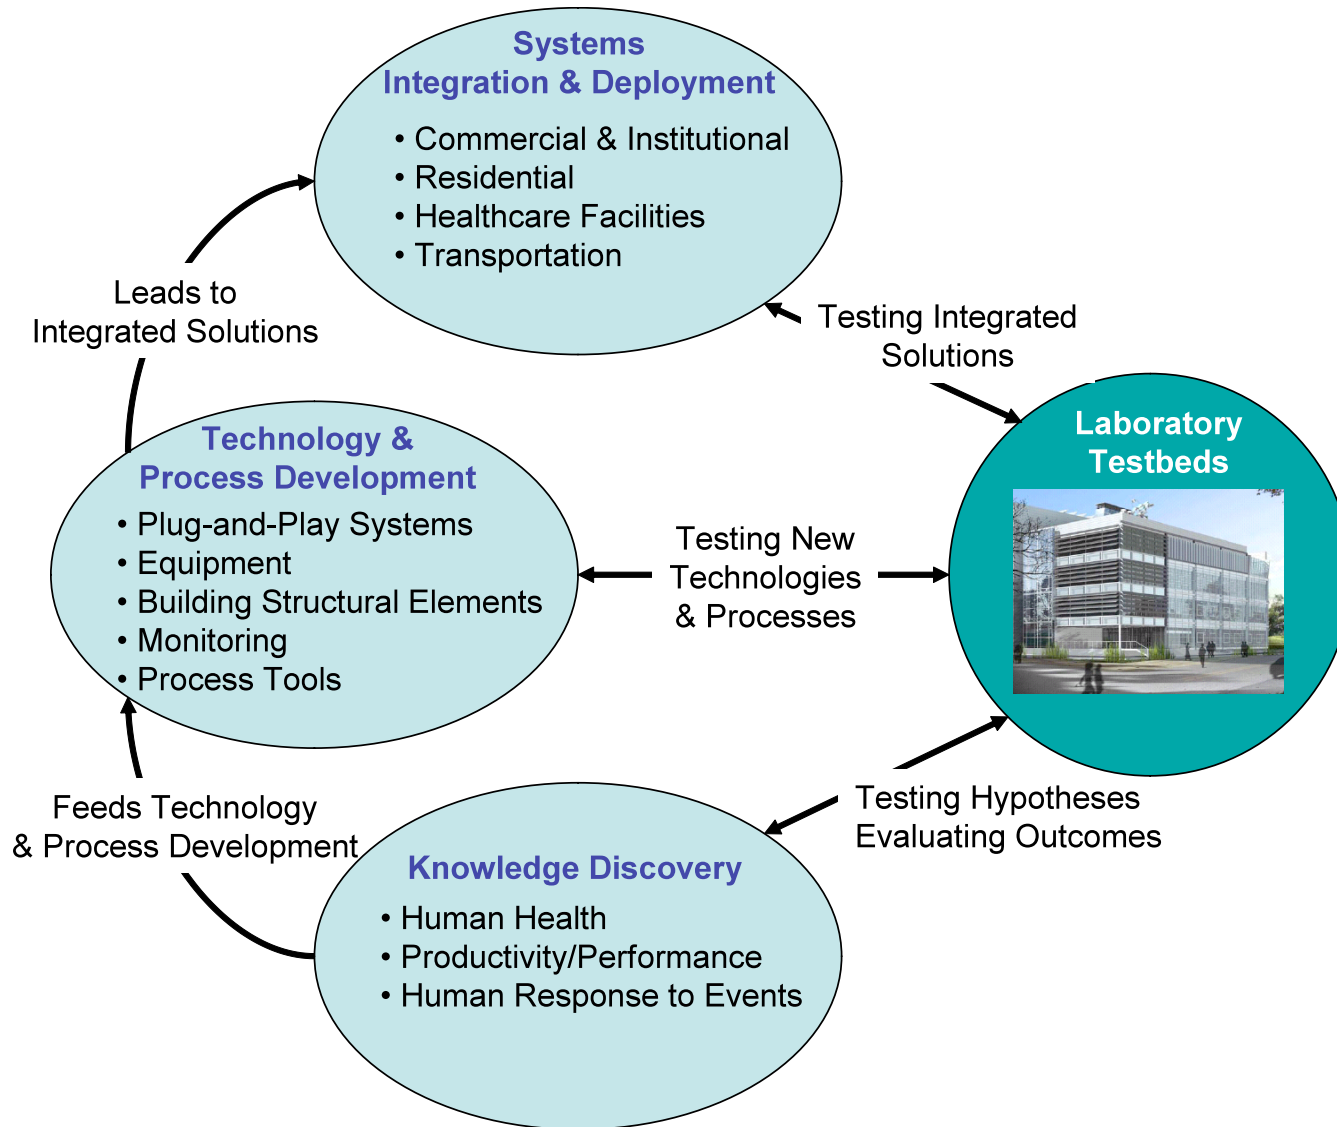 Systems
Integration & Deployment
• Commercial & Institutional
• Residential
• Healthcare Facilities
• Transportation
Leads to
Integrated Solutions
Testing Integrated
Solutions
Laboratory
Testbeds
Technology &
Process Development
• Plug-and-Play Systems
• Equipment
• Building Structural Elements
• Monitoring
• Process Tools
Testing New
Technologies
& Processes
Feeds Technology
& Process Development
Testing Hypotheses
Evaluating Outcomes
Knowledge Discovery
• Human Health
• Productivity/Performance
• Human Response to Events